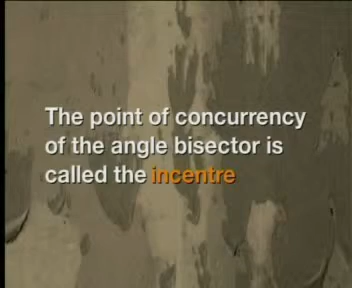 The point of concurrency
of the angle bisector is
called the incentre